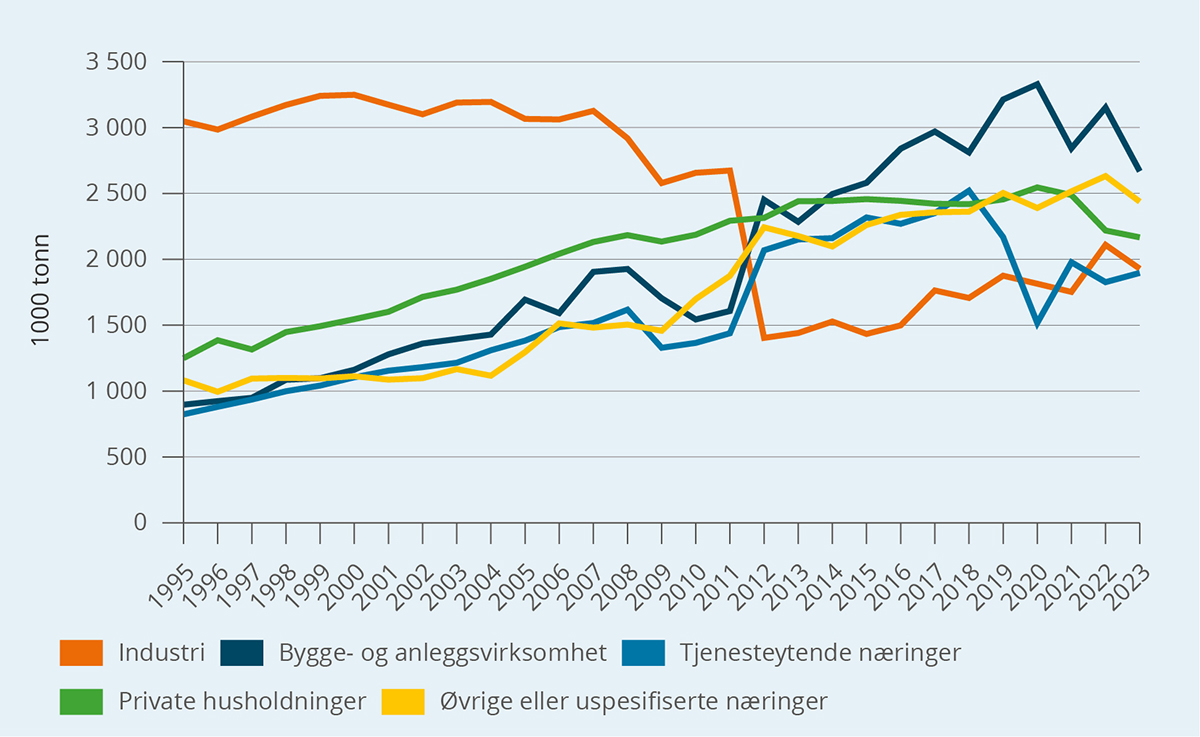 3 500
3 000
2 500
2 000
1 500
1 000
500
0
1000 tonn
1995 1996 1997 1998 1999 2000 2001 2002 2003 2004 2005 2006 2007 2008 2009 2010 2011 2012 2013 2014 2015 2016 2017 2018 2019 2020 2021 2022 2023
Industri Bygge- og anleggsvirksomhet Tjenesteytende næringer
Private husholdninger Øvrige eller uspesifiserte næringer